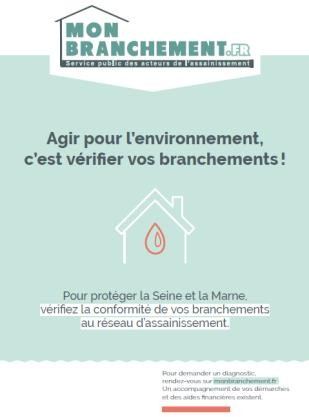 MON
BRANCHEMENT.FR
Service public des acteurs de l'assainissement
Agir pour l'environnement,
c'est vérifier vos branchements !
Pour protéger la Seine et la Marne,
vérifiez la conformité de vos branchements
au réseau d'assainissement.
Pour demander un diagnostic,
rendez-vous sur monbranchement.fr
Un accompagnement de vos démarches
et des aides financières existent.